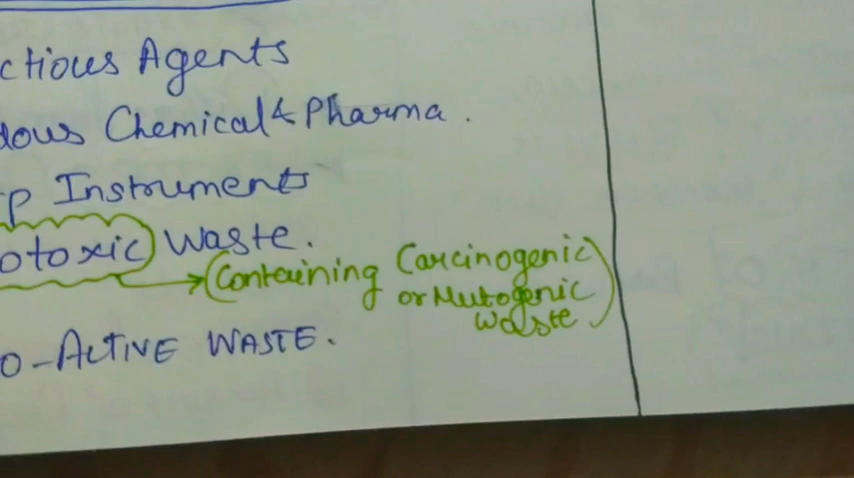 ctious Agents
dous Chemical & Pharma.
p Instruments
otoxic Waste.
(Containing Carcinogenic
or Mutogenic
waste)
o-ACTIVE WASTE.